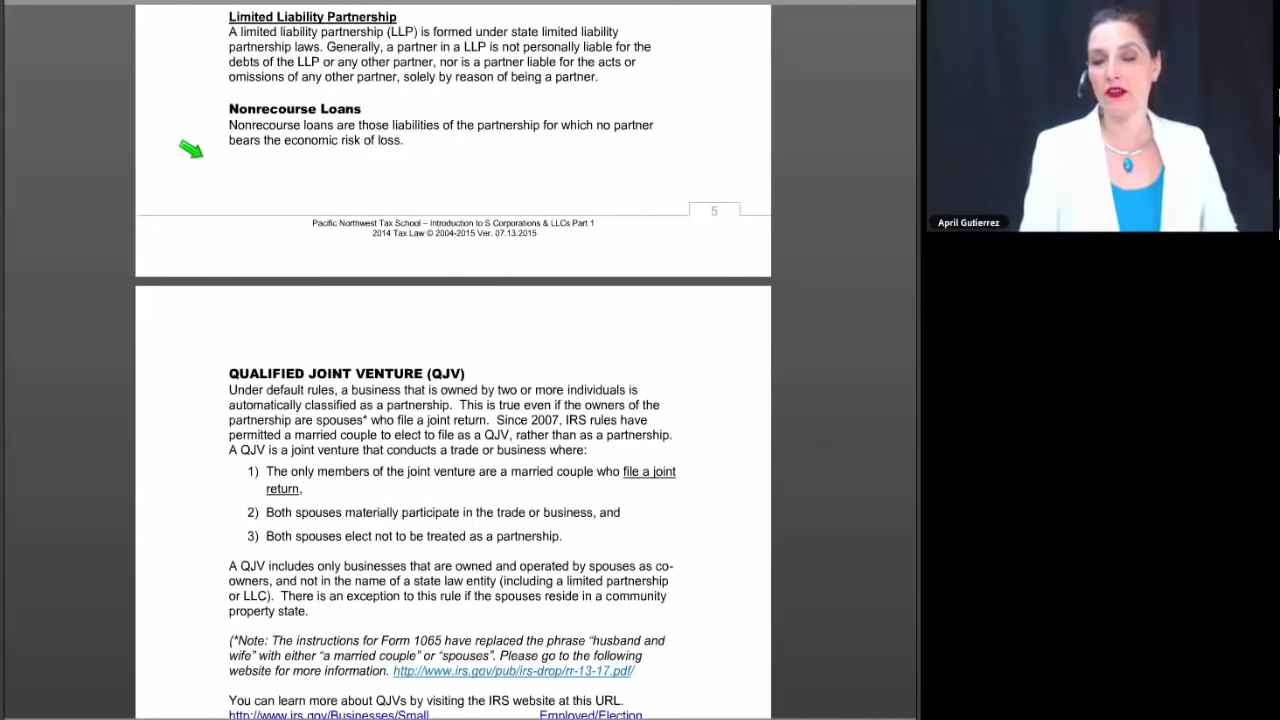 Limited Liability Partnership
A limited liability partnership (LLP) is formed under state limited liability
partnership laws. Generally, a partner in a LLP is not personally liable for the
debts of the LLP or any other partner, nor is a partner liable for the acts or
omissions of any other partner, solely by reason of being a partner.
Nonrecourse Loans
Nonrecourse loans are those liabilities of the partnership for which no partner
bears the economic risk of loss.
5
Pacific Northwest Tax School – Introduction to S Corporations & LLCs Part 1
2014 Tax Law © 2004-2015 Ver. 07.13.2015
April Gutierrez
QUALIFIED JOINT VENTURE (QJV)
Under default rules, a business that is owned by two or more individuals is
automatically classified as a partnership. This is true even if the owners of the
partnership are spouses* who file a joint return. Since 2007, IRS rules have
permitted a married couple to elect to file as a QJV, rather than as a partnership.
A QJV is a joint venture that conducts a trade or business where:
1) The only members of the joint venture are a married couple who file a joint
return,
2) Both spouses materially participate in the trade or business, and
3) Both spouses elect not to be treated as a partnership.
A QJV includes only businesses that are owned and operated by spouses as co-
owners, and not in the name of a state law entity (including a limited partnership
or LLC). There is an exception to this rule if the spouses reside in a community
property state.
(*Note: The instructions for Form 1065 have replaced the phrase “husband and
wife” with either “a married couple” or “spouses”. Please go to the following
website for more information. http://www.irs.gov/pub/irs-drop/rr-13-17.pdf/
You can learn more about QJVs by visiting the IRS website at this URL.
http://www.irs.gov/Businesses/Small Employed/Election